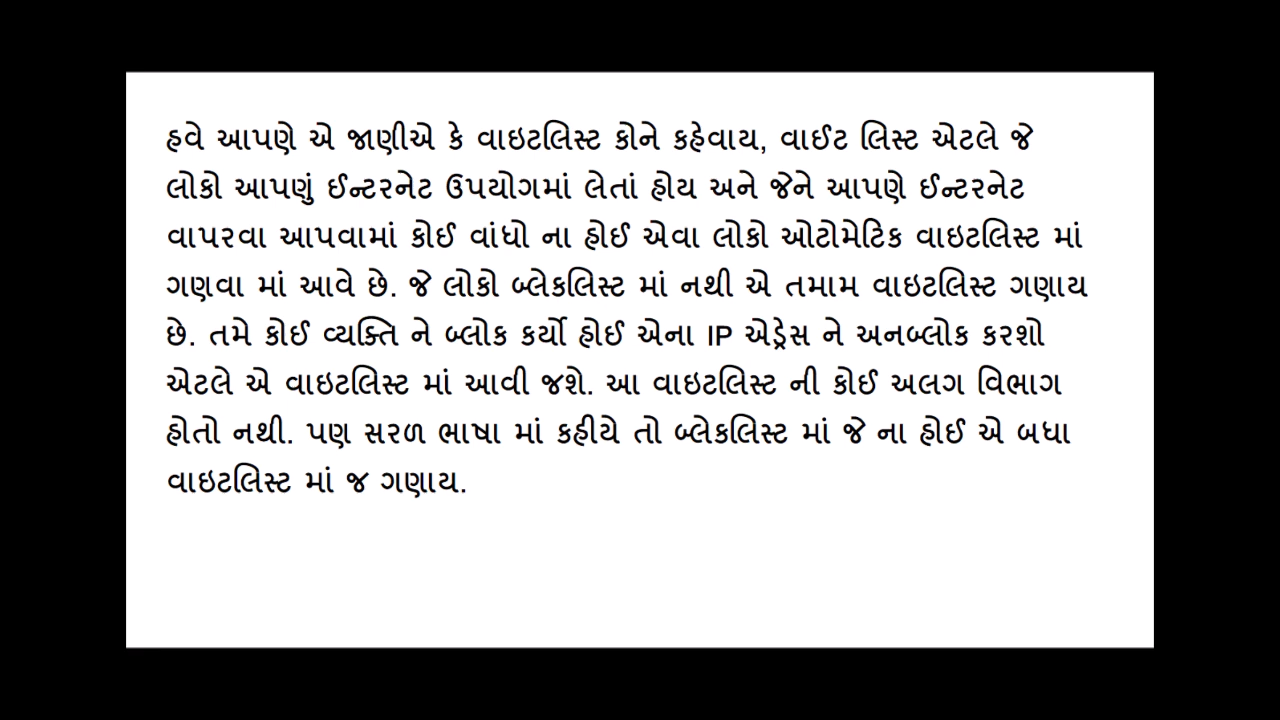 હવે આપણે એ જાણીએ કે વાઇટલિસ્ટ કોને કહેવાય, વાઈટ લિસ્ટ એટલે જે
લોકો આપણું ઈન્ટરનેટ ઉપયોગમાં લેતાં હોય અને જેને આપણે ઈન્ટરનેટ
વાપરવા આપવામાં કોઈ વાંધો ના હોઈ એવા લોકો ઓટોમેટિક વાઇટલિસ્ટ માં
ગણવા માં આવે છે. જે લોકો બ્લેકલિસ્ટ માં નથી એ તમામ વાઇટલિસ્ટ ગણાય
છે. તમે કોઈ વ્યક્તિ ને બ્લોક કર્યો હોઈ એના IP એડ્રેસ ને અનબ્લોક કરશો
એટલે એ વાઇટલિસ્ટ માં આવી જશે. આ વાઇટલિસ્ટ ની કોઈ અલગ વિભાગ
હોતો નથી. પણ સરળ ભાષા માં કહીયે તો બ્લેકલિસ્ટ માં જે ના હોઈ એ બધા
વાઇટલિસ્ટ માં જ ગણાય.